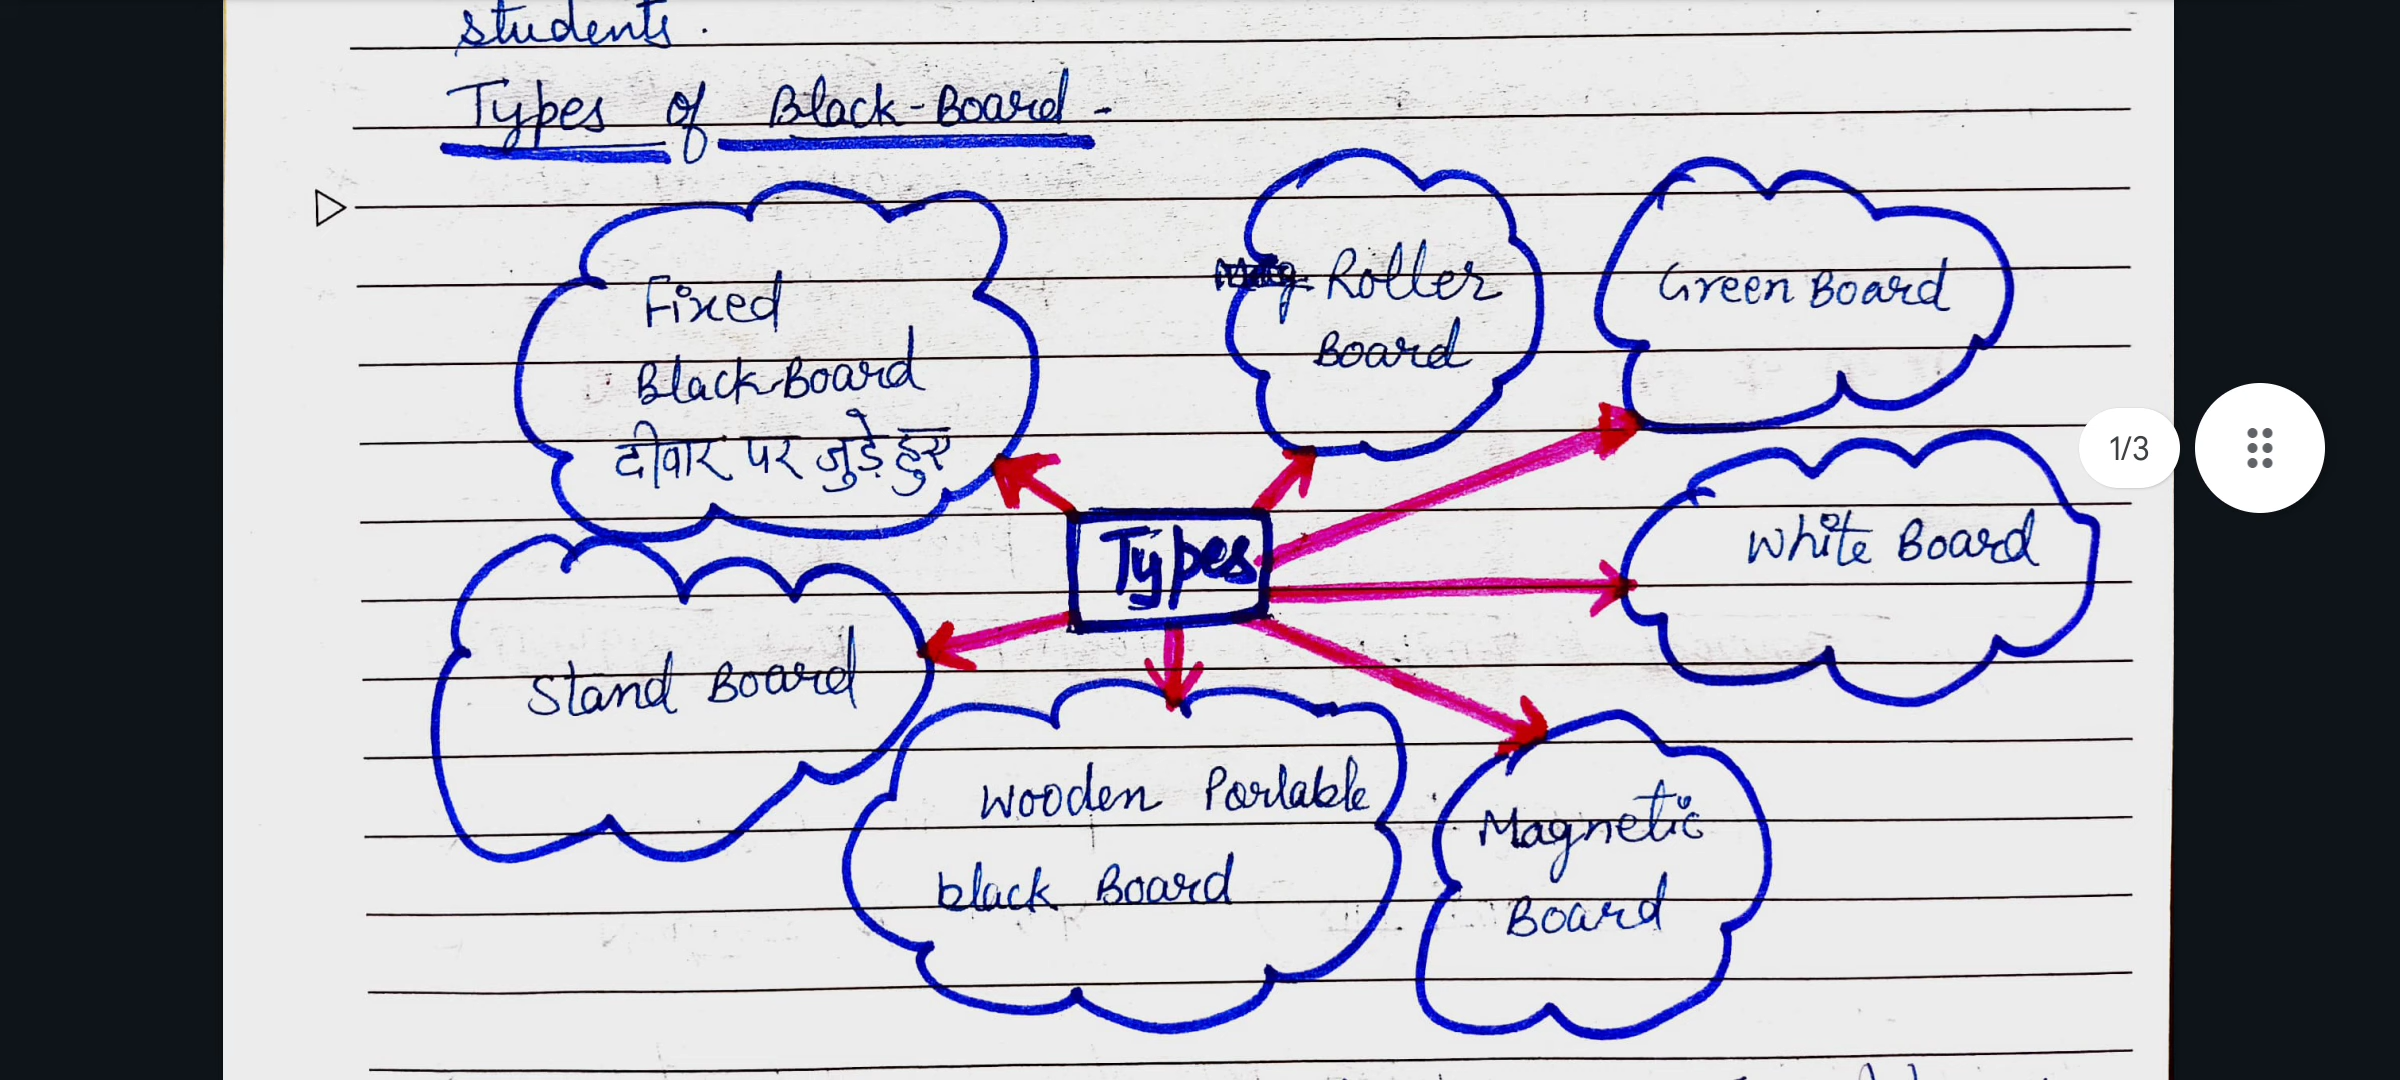 students.
Types of Black-Board -
Fixed
Black-Board
दीवार पर जुड़े हुए
Roller
Board
Green Board
White Board
Types
Stand Board
Wooden Portable
black Board
Magnetic
Board
1/3